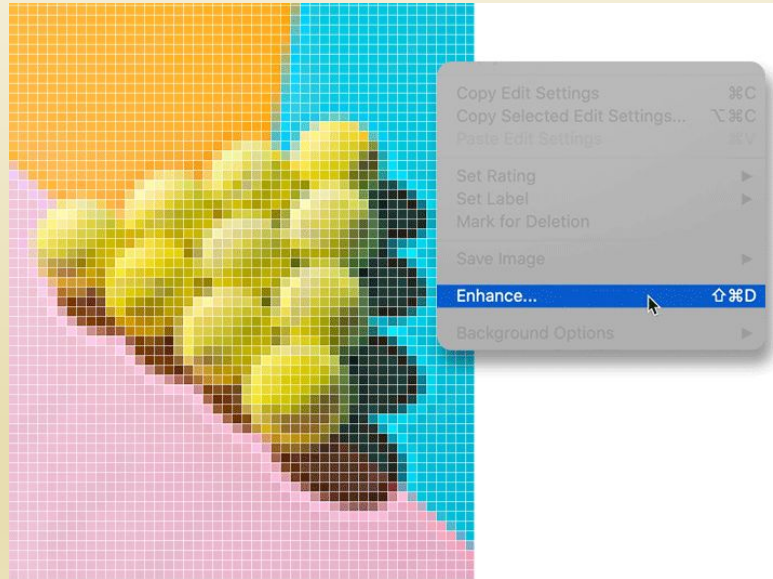 Copy Edit Settings ⌘C
Copy Selected Edit Settings... ⌥⌘C
Paste Edit Settings ⌘V
Set Rating ▶
Set Label ▶
Mark for Deletion
Save Image ▶
Enhance... ⇧⌘D
Background Options ▶